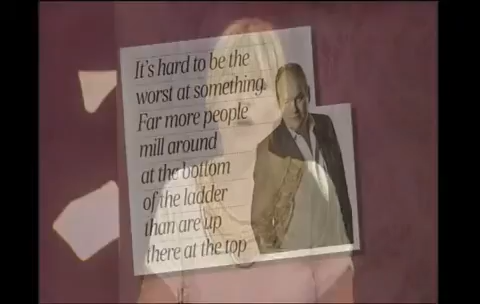 It's hard to be the
worst at something.
Far more people
mill around
at the bottom
of the ladder
than are up
there at the top